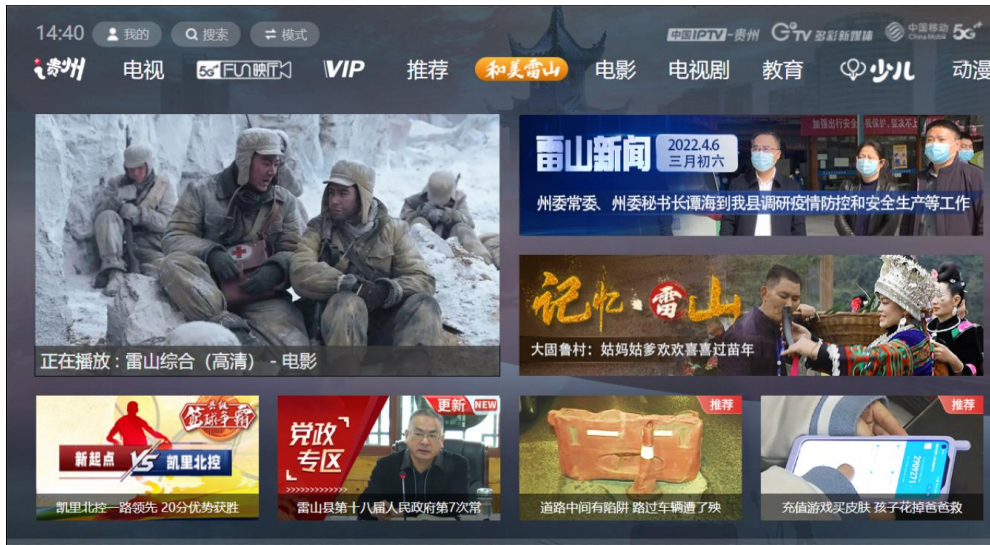 14:40 我的 搜索 模式 中国IPTV-贵州 GTV 多彩新媒体 中国移动 China Mobile 5G+
贵州 电视 5G FUN映厅 VIP 推荐 和美雷山 电影 电视剧 教育 少儿 动漫
雷山新闻
2022.4.6
三月初六
州委常委、州委秘书长谭海到我县调研疫情防控和安全生产等工作
正在播放：雷山综合（高清） - 电影
记忆·雷山
大固鲁村：姑妈姑爹欢欢喜喜过苗年
县级
篮球争霸
新起点 VS 凯里北控
凯里北控一路领先 20分优势获胜
更新 NEW
党政
专区
雷山县第十八届人民政府第7次常
推荐
道路中间有陷阱 路过车辆遭了殃
推荐
充值游戏买皮肤 孩子花掉爸爸救